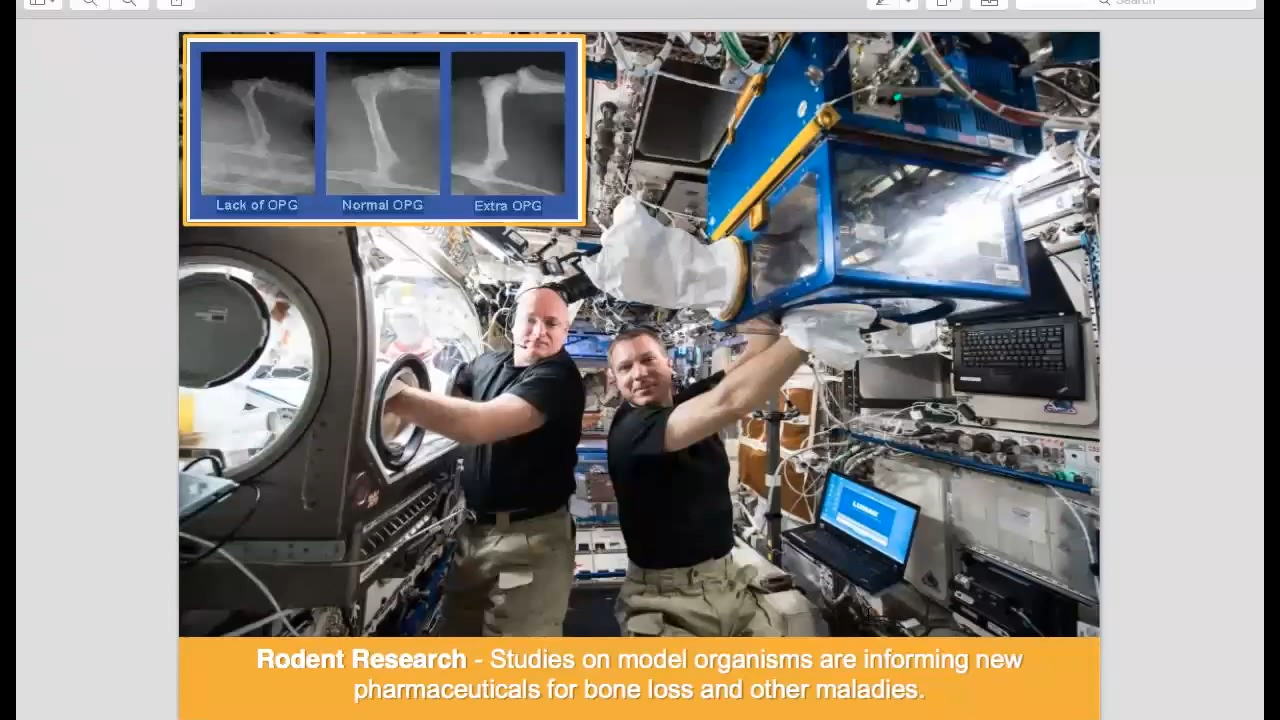 Search
Lack of OPG
Normal OPG
Extra OPG
Rodent Research - Studies on model organisms are informing new
pharmaceuticals for bone loss and other maladies.